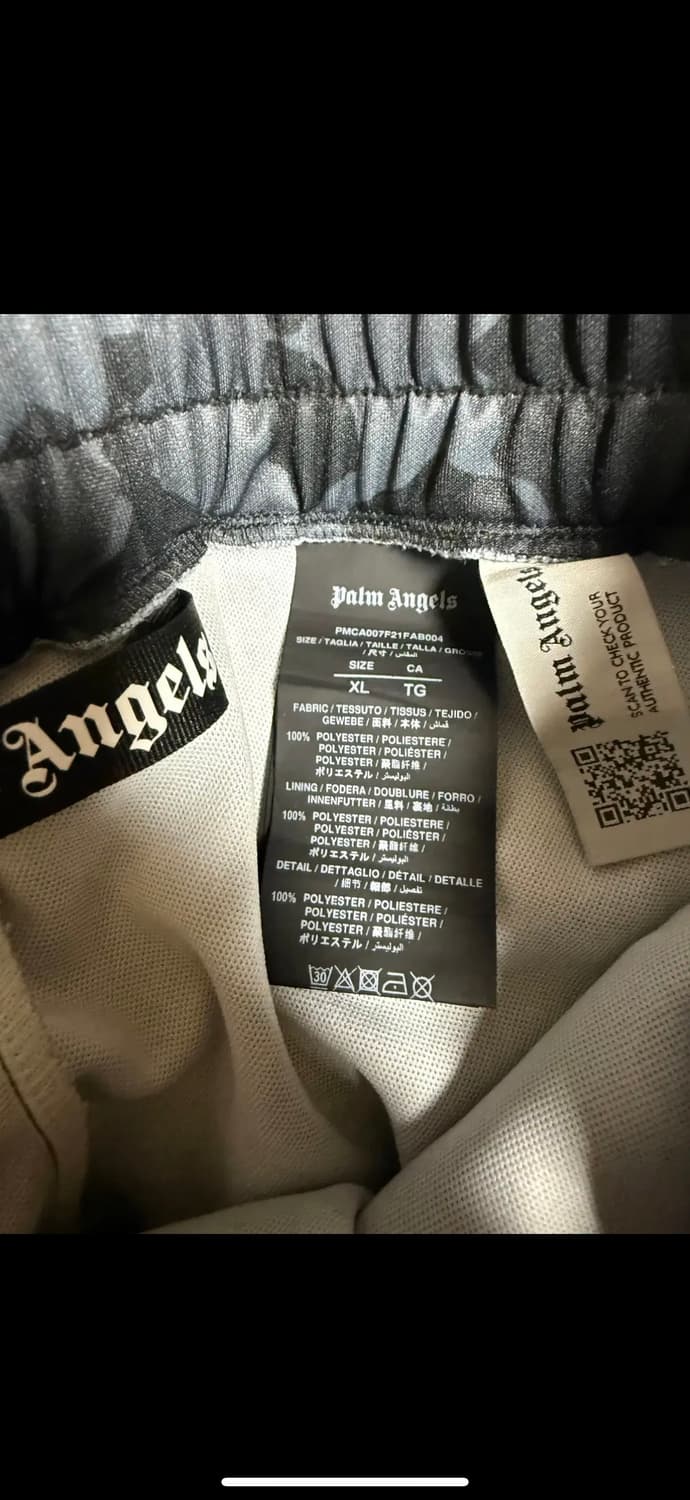 Angels
Palm Angels
PMCA007F21FAB004
SIZE / TAGLIA / TAILLE / TALLA /
/ 尺寸 / المقاس
SIZE CA
XL TG
FABRIC / TESSUTO / TISSUS / TEJIDO /
GEWEBE / 面料 / 本体 / قماش
100% POLYESTER / POLIESTERE /
POLYESTER / POLIÉSTER /
POLYESTER / 聚酯纤维 /
ポリエステル / البوليستر
LINING / FODERA / DOUBLURE / FORRO /
INNENFUTTER / 里料 / 裏地 / بطانة
100% POLYESTER / POLIESTERE /
POLYESTER / POLIÉSTER /
POLYESTER / 聚酯纤维 /
ポリエステル / البوليستر
DETAIL / DETTAGLIO / DÉTAIL / DETALLE
/ 细节 / 細部 / تفصيل
100% POLYESTER / POLIESTERE /
POLYESTER / POLIÉSTER /
POLYESTER / 聚酯纤维 /
ポリエステル / البوليستر
30
Palm Angels
SCAN TO CHECK YOUR
AUTHENTIC PRODUCT